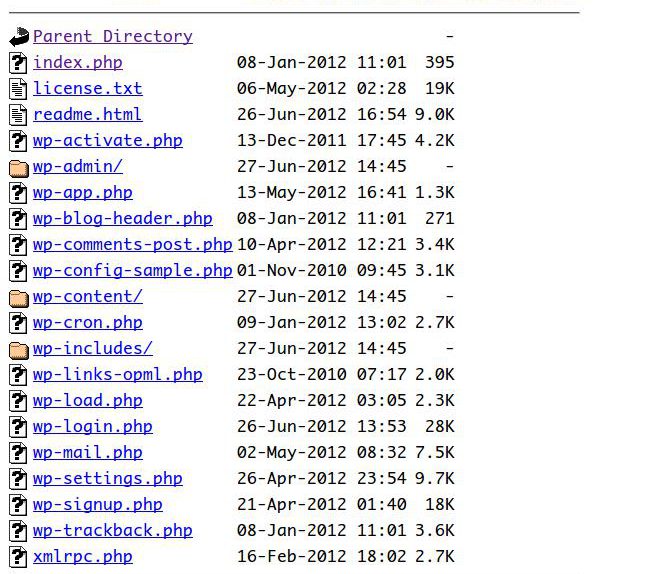 Parent Directory -
index.php 08-Jan-2012 11:01 395
license.txt 06-May-2012 02:28 19K
readme.html 26-Jun-2012 16:54 9.0K
wp-activate.php 13-Dec-2011 17:45 4.2K
wp-admin/ 27-Jun-2012 14:45 -
wp-app.php 13-May-2012 16:41 1.3K
wp-blog-header.php 08-Jan-2012 11:01 271
wp-comments-post.php 10-Apr-2012 12:21 3.4K
wp-config-sample.php 01-Nov-2010 09:45 3.1K
wp-content/ 27-Jun-2012 14:45 -
wp-cron.php 09-Jan-2012 13:02 2.7K
wp-includes/ 27-Jun-2012 14:45 -
wp-links-opml.php 23-Oct-2010 07:17 2.0K
wp-load.php 22-Apr-2012 03:05 2.3K
wp-login.php 26-Jun-2012 13:53 28K
wp-mail.php 02-May-2012 08:32 7.5K
wp-settings.php 26-Apr-2012 23:54 9.7K
wp-signup.php 21-Apr-2012 01:40 18K
wp-trackback.php 08-Jan-2012 11:01 3.6K
xmlrpc.php 16-Feb-2012 18:02 2.7K